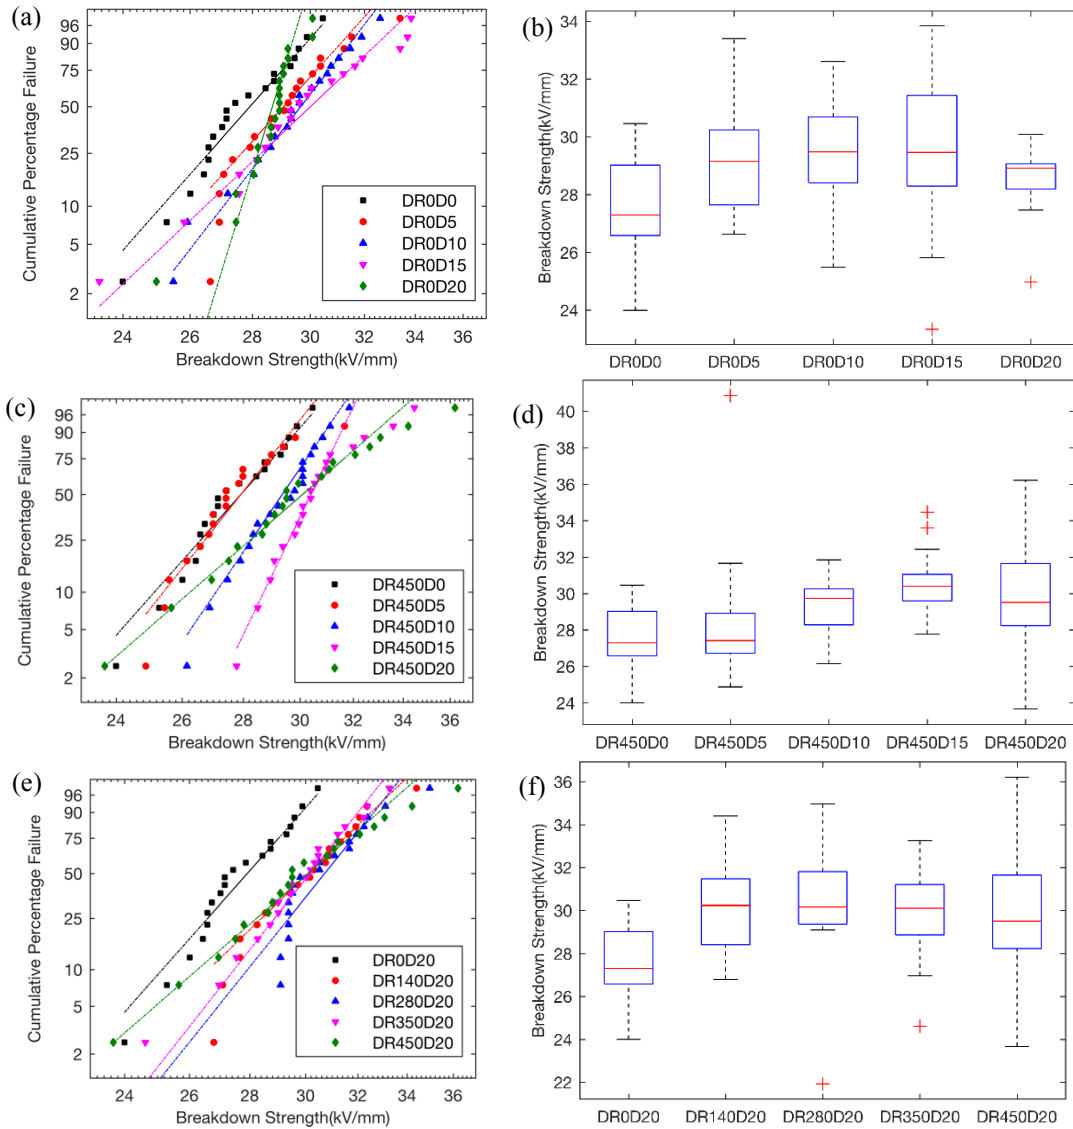 (a)
Cumulative Percentage Failure
96
90
75
50
25
10
5
2
DR0D0
DR0D5
DR0D10
DR0D15
DR0D20
24 26 28 30 32 34 36
Breakdown Strength(kV/mm)
(b)
Breakdown Strength(kV/mm)
34
32
30
28
26
24
DR0D0 DR0D5 DR0D10 DR0D15 DR0D20
(c)
Cumulative Percentage Failure
96
90
75
50
25
10
5
2
DR450D0
DR450D5
DR450D10
DR450D15
DR450D20
24 26 28 30 32 34 36
Breakdown Strength(kV/mm)
(d)
Breakdown Strength(kV/mm)
40
38
36
34
32
30
28
26
24
DR450D0 DR450D5 DR450D10 DR450D15 DR450D20
(e)
Cumulative Percentage Failure
96
90
75
50
25
10
5
2
DR0D20
DR140D20
DR280D20
DR350D20
DR450D20
24 26 28 30 32 34 36
Breakdown Strength(kV/mm)
(f)
Breakdown Strength(kV/mm)
36
34
32
30
28
26
24
22
DR0D20 DR140D20 DR280D20 DR350D20 DR450D20